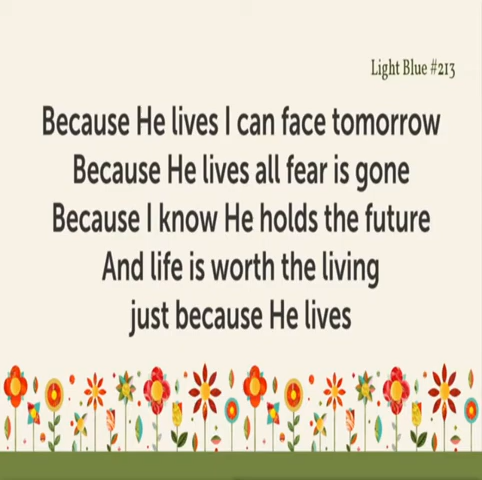 Light Blue #213
Because He lives I can face tomorrow
Because He lives all fear is gone
Because I know He holds the future
And life is worth the living
just because He lives